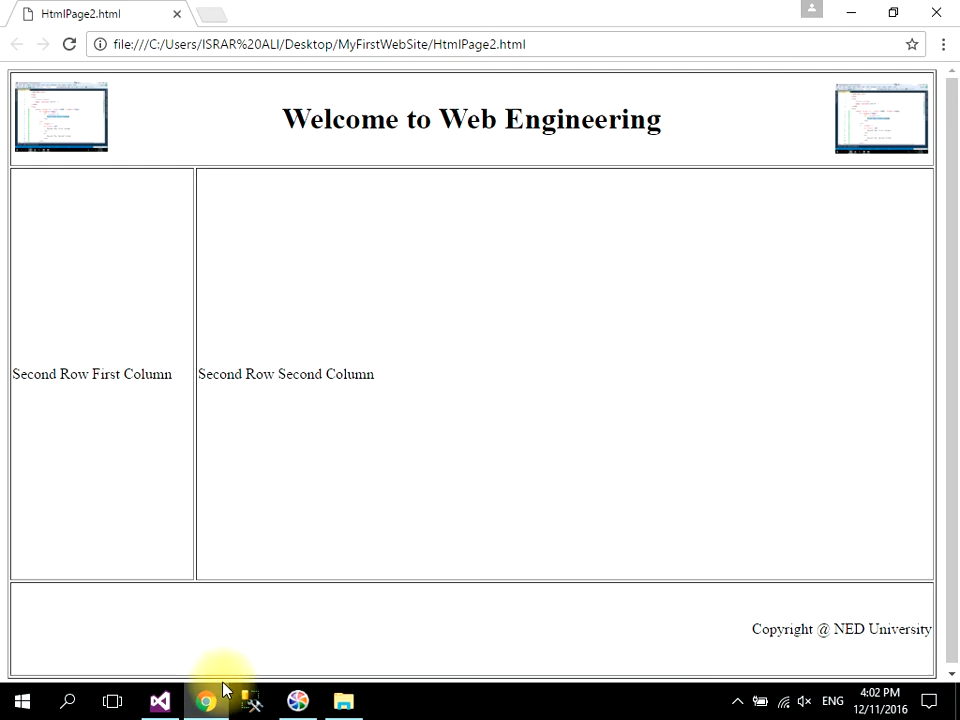 HtmlPage2.html
file:///C:/Users/ISRAR%20ALI/Desktop/MyFirstWebSite/HtmlPage2.html
Welcome to Web Engineering
Second Row First Column
Second Row Second Column
Copyright @ NED University
ENG
4:02 PM
12/11/2016